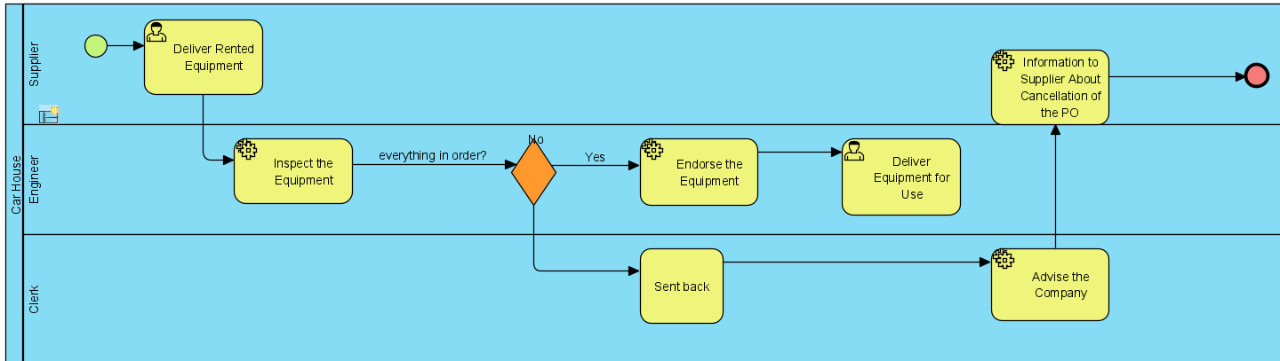 Car House
Supplier
Deliver Rented
Equipment
Information to
Supplier About
Cancellation of
the PO
Engineer
Inspect the
Equipment
everything in order?
No
Yes
Endorse the
Equipment
Deliver
Equipment for
Use
Clerk
Sent back
Advise the
Company